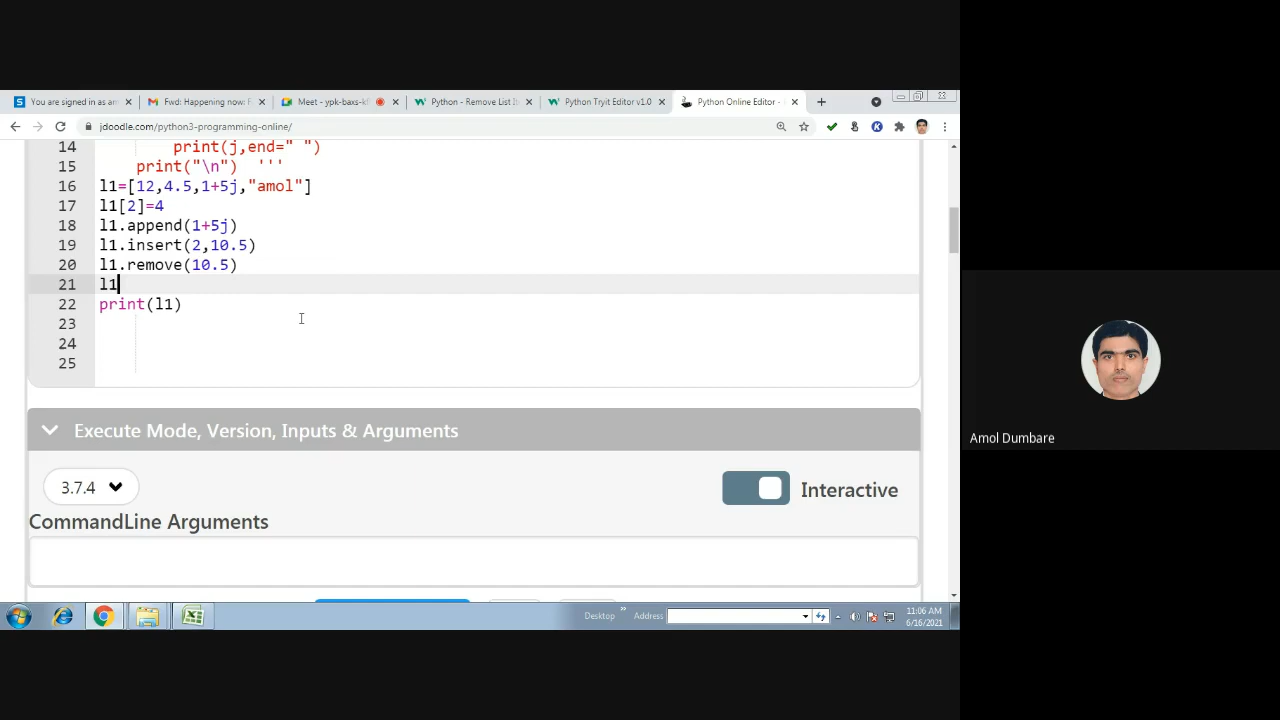 You are signed in as am
Fwd: Happening now: F
Meet - ypk-baxs-kf
Python - Remove List It
Python Tryit Editor v1.0
Python Online Editor -
jdoodle.com/python3-programming-online/
14 print(j,end=" ")
15 print("\n") '''
16 l1=[12,4.5,1+5j,"amol"]
17 l1[2]=4
18 l1.append(1+5j)
19 l1.insert(2,10.5)
20 l1.remove(10.5)
21 l1
22 print(l1)
23
24
25
Execute Mode, Version, Inputs & Arguments
3.7.4
Interactive
CommandLine Arguments
Amol Dumbare
Desktop » Address
11:06 AM
6/16/2021